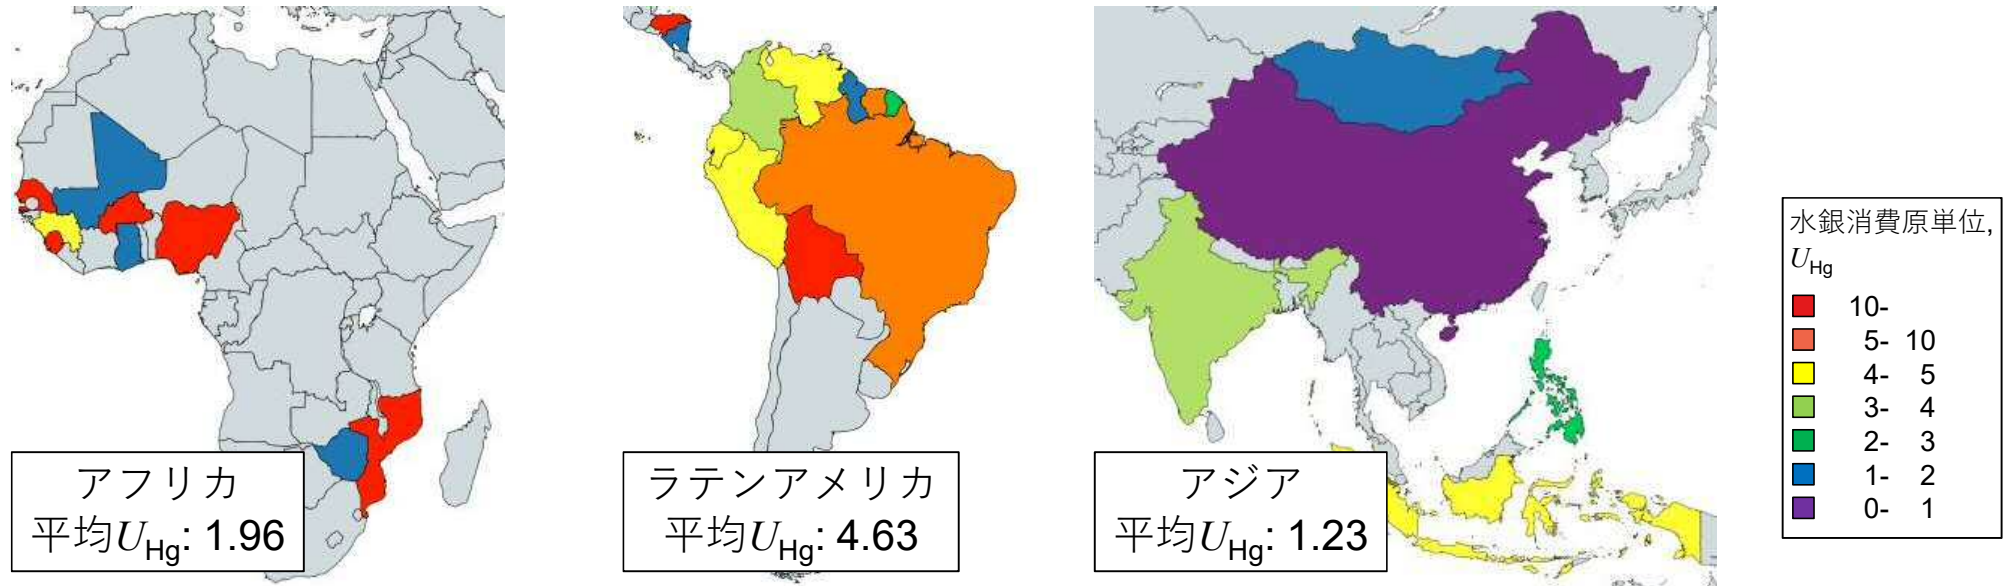 アフリカ
平均UHg: 1.96
ラテンアメリカ
平均UHg: 4.63
アジア
平均UHg: 1.23
水銀消費原単位,
UHg
10-
5- 10
4- 5
3- 4
2- 3
1- 2
0- 1